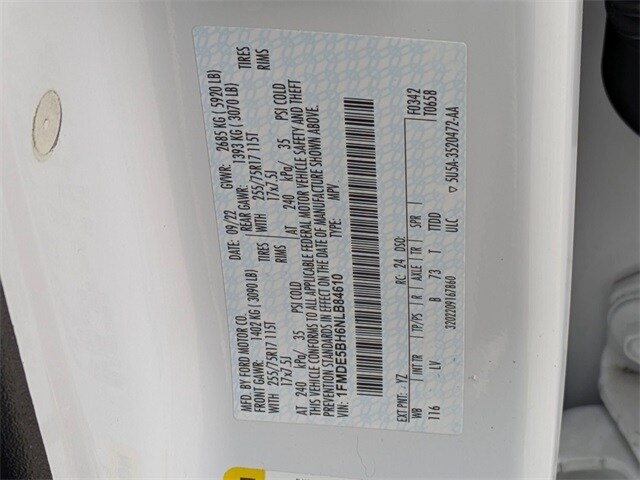 MFD. BY FORD MOTOR CO.
DATE: 09/22 GVWR: 2685 KG ( 5920 LB)
FRONT GAWR: 1402 KG ( 3090 LB) REAR GAWR: 1393 KG ( 3070 LB)
WITH 255/75R17 115T TIRES WITH 255/75R17 115T TIRES
17x7.5J RIMS 17x7.5J RIMS
AT 240 kPa/ 35 PSI COLD AT 240 kPa/ 35 PSI COLD
THIS VEHICLE CONFORMS TO ALL APPLICABLE FEDERAL MOTOR VEHICLE SAFETY AND THEFT
PREVENTION STANDARDS IN EFFECT ON THE DATE OF MANUFACTURE SHOWN ABOVE.
VIN: 1FMDE5BH6NLB84610 TYPE: MPV
F0342
T0658
EXT PNT: YZ RC: 24 DSO:
WB INT TR TP/PS R AXLE TR SPR
116 LV B 73 T TTDD
3202209167860 ULC ▽ 5U5A-3520472-AA